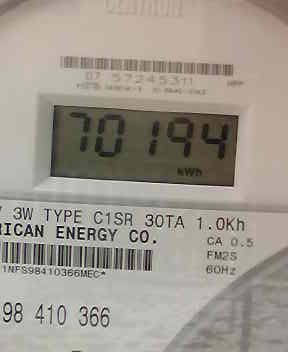 07 57245311
70194
kWh
V 3W TYPE C1SR 30TA 1.0Kh
RICAN ENERGY CO.
CA 0.5
FM2S
1NFS98410366MEC*
60Hz
98 410 366